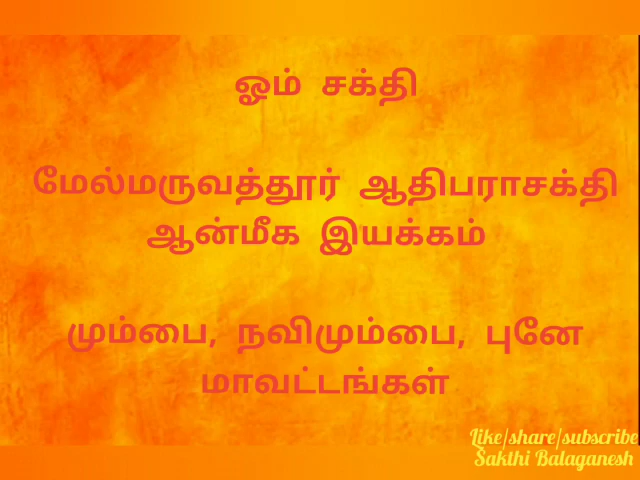 ஓம் சக்தி
மேல்மருவத்தூர் ஆதிபராசக்தி
ஆன்மீக இயக்கம்
மும்பை, நவிமும்பை, புனே
மாவட்டங்கள்
Like/share/subscribe
Sakthi Balaganesh